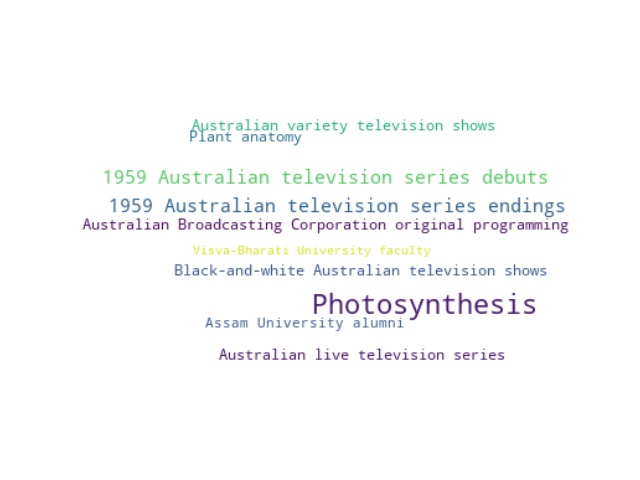 Australian variety television shows
Plant anatomy
1959 Australian television series debuts
1959 Australian television series endings
Australian Broadcasting Corporation original programming
Visva-Bharati University faculty
Black-and-white Australian television shows
Photosynthesis
Assam University alumni
Australian live television series